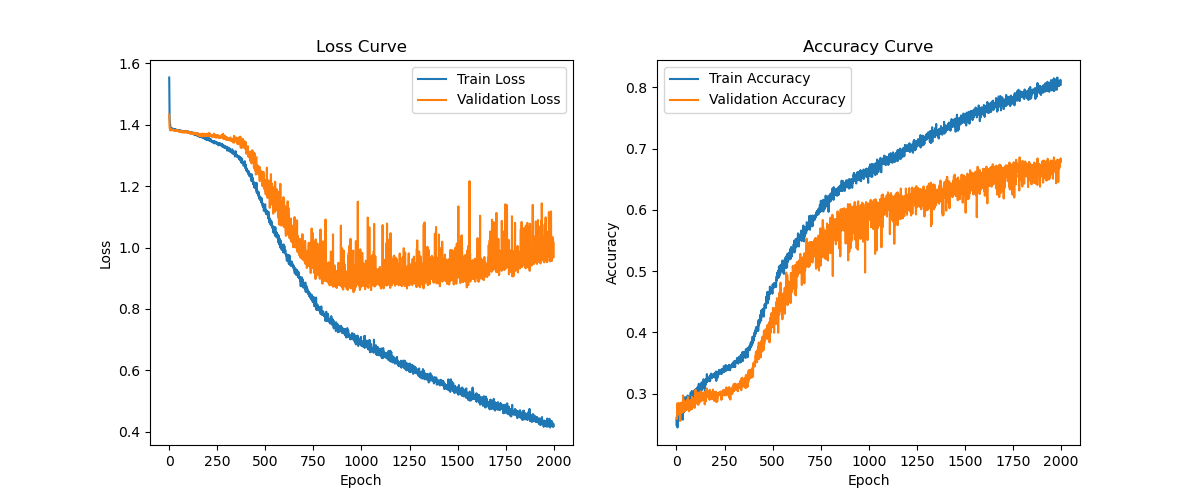 Loss Curve
Train Loss
Validation Loss
Loss
1.6
1.4
1.2
1.0
0.8
0.6
0.4
0 250 500 750 1000 1250 1500 1750 2000
Epoch
Accuracy Curve
Train Accuracy
Validation Accuracy
Accuracy
0.8
0.7
0.6
0.5
0.4
0.3
0 250 500 750 1000 1250 1500 1750 2000
Epoch